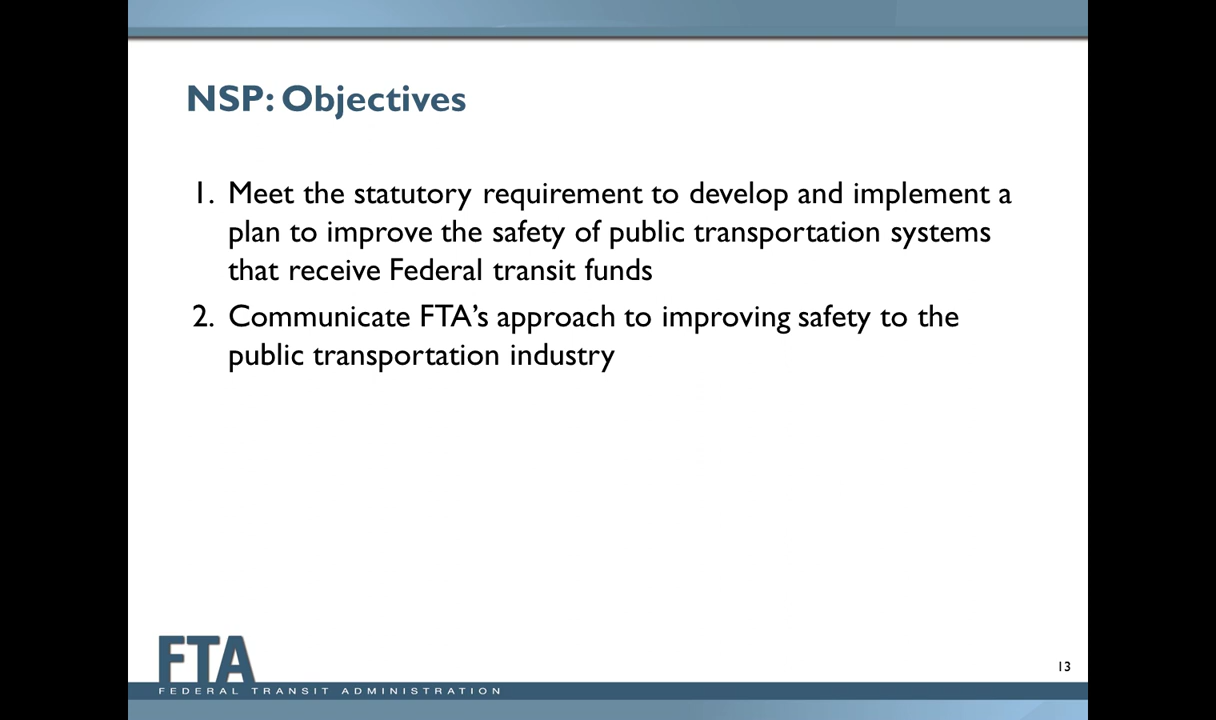 NSP: Objectives
1. Meet the statutory requirement to develop and implement a
plan to improve the safety of public transportation systems
that receive Federal transit funds
2. Communicate FTA’s approach to improving safety to the
public transportation industry
FTA
FEDERAL TRANSIT ADMINISTRATION
13